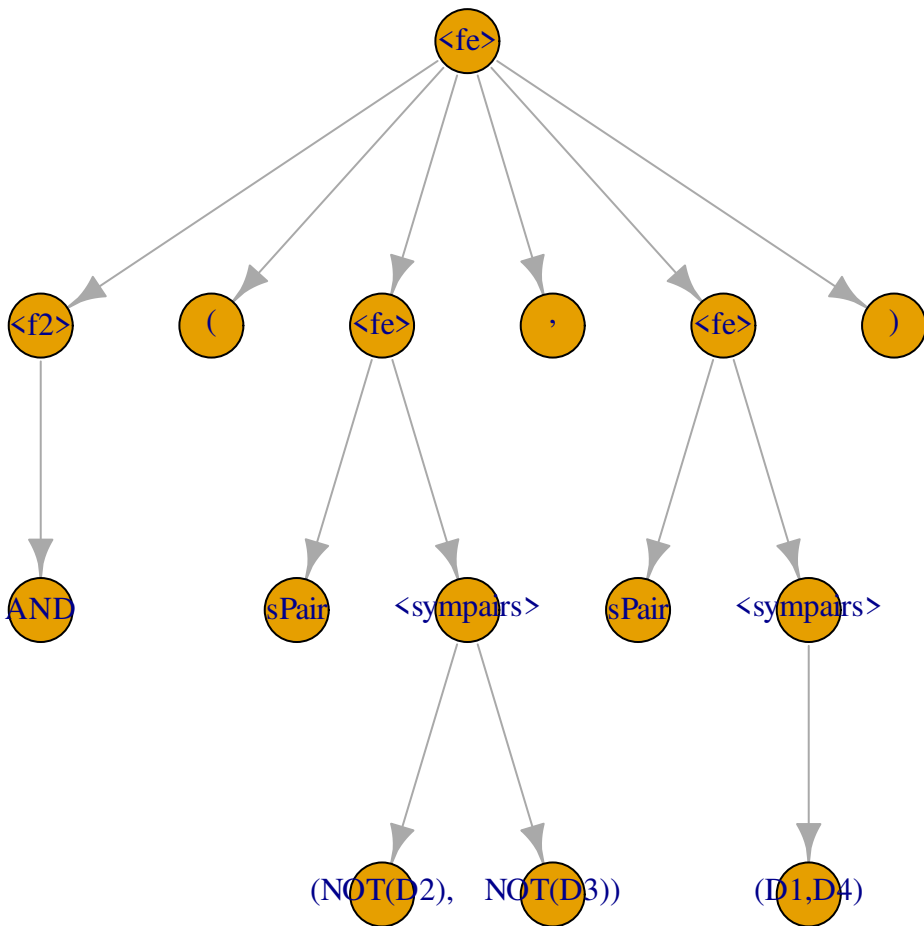 <fe>
<f2> ( <fe> , <fe> )
AND sPair <sympairs> sPair <sympairs>
(NOT(D2), NOT(D3)) (D1,D4)